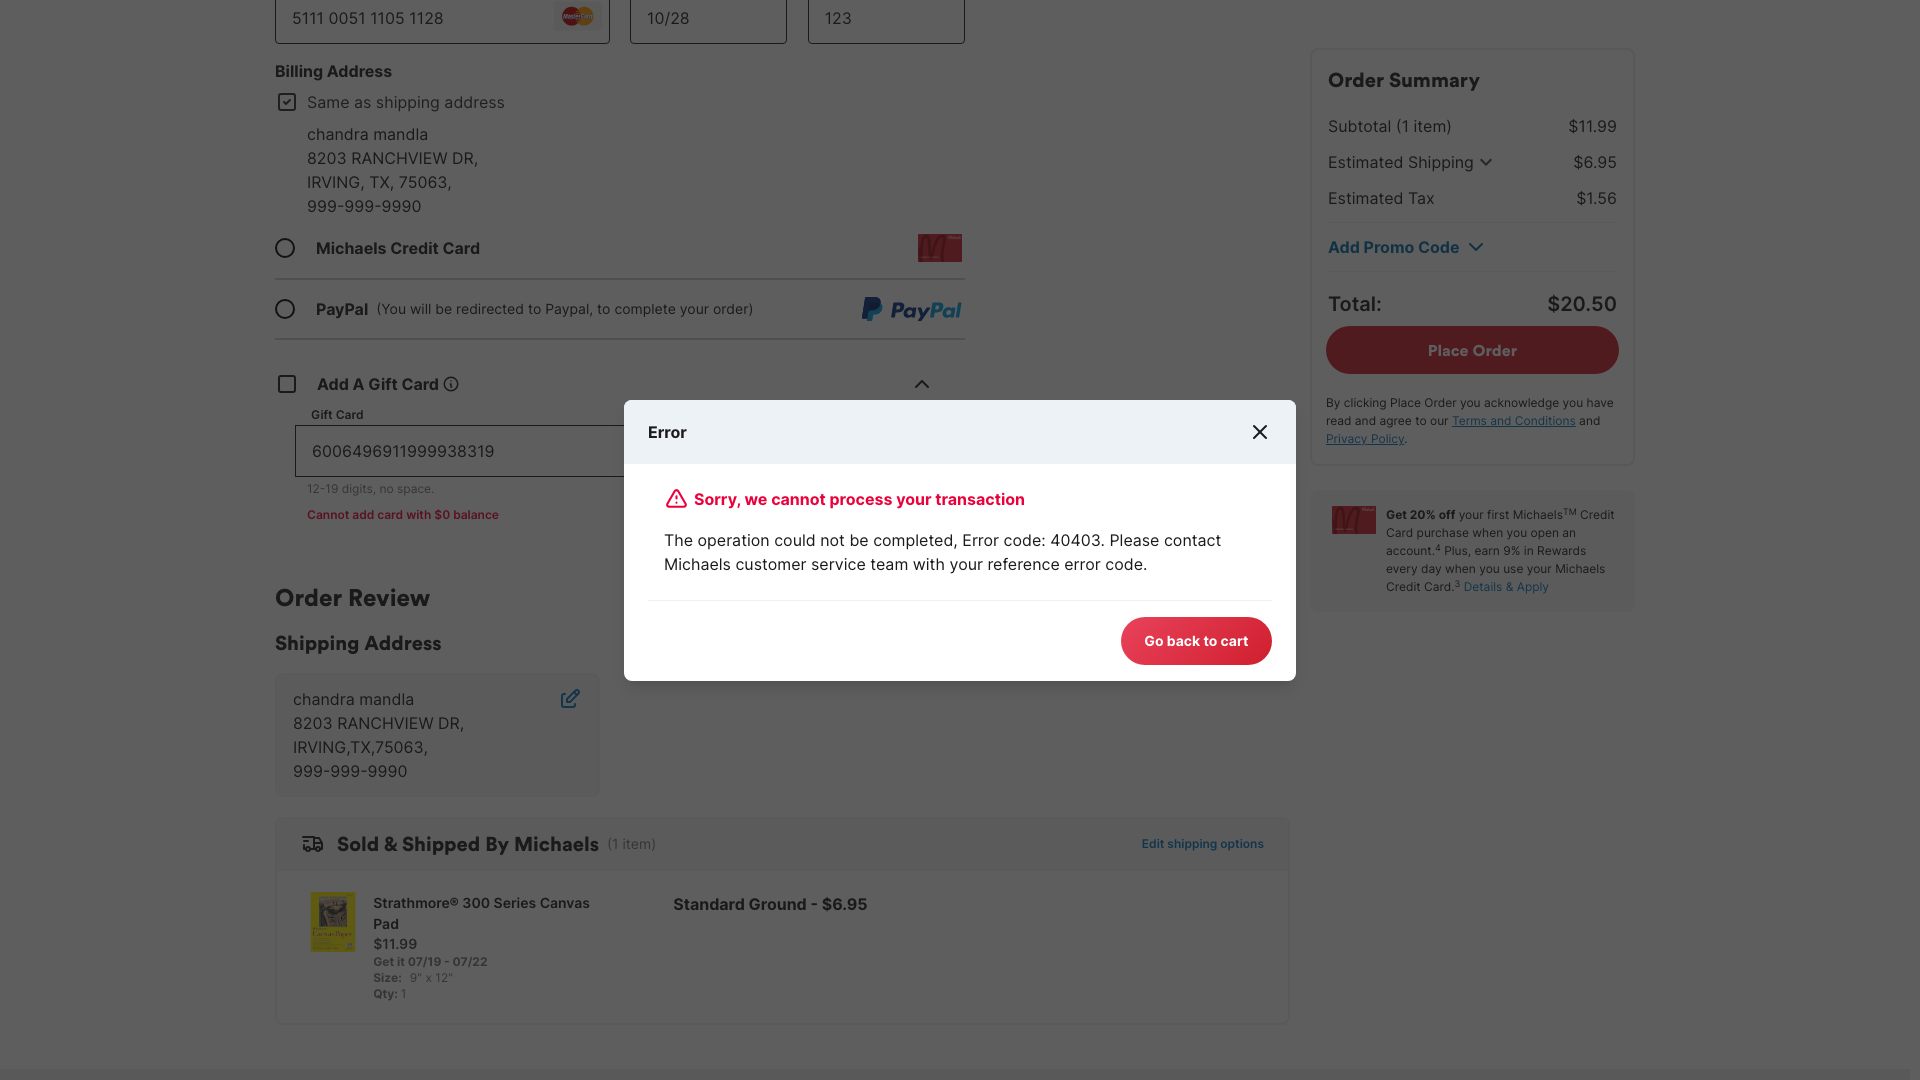 5111 0051 1105 1128
MasterCard
10/28
123
Billing Address
Same as shipping address
chandra mandla
8203 RANCHVIEW DR,
IRVING, TX, 75063,
999-999-9990
Michaels Credit Card
PayPal (You will be redirected to Paypal, to complete your order)
PayPal
Add A Gift Card
Gift Card
6006496911999938319
12-19 digits, no space.
Cannot add card with $0 balance
Order Summary
Subtotal (1 item) $11.99
Estimated Shipping $6.95
Estimated Tax $1.56
Add Promo Code
Total: $20.50
Place Order
By clicking Place Order you acknowledge you have
read and agree to our Terms and Conditions and
Privacy Policy.
Get 20% off your first Michaels™ Credit
Card purchase when you open an
account.⁴ Plus, earn 9% in Rewards
every day when you use your Michaels
Credit Card.³ Details & Apply
Error
Sorry, we cannot process your transaction
The operation could not be completed, Error code: 40403. Please contact
Michaels customer service team with your reference error code.
Go back to cart
Order Review
Shipping Address
chandra mandla
8203 RANCHVIEW DR,
IRVING,TX,75063,
999-999-9990
Sold & Shipped By Michaels (1 item)
Edit shipping options
Strathmore® 300 Series Canvas
Pad
$11.99
Get it 07/19 - 07/22
Size: 9" x 12"
Qty: 1
Standard Ground - $6.95
Canvas Paper